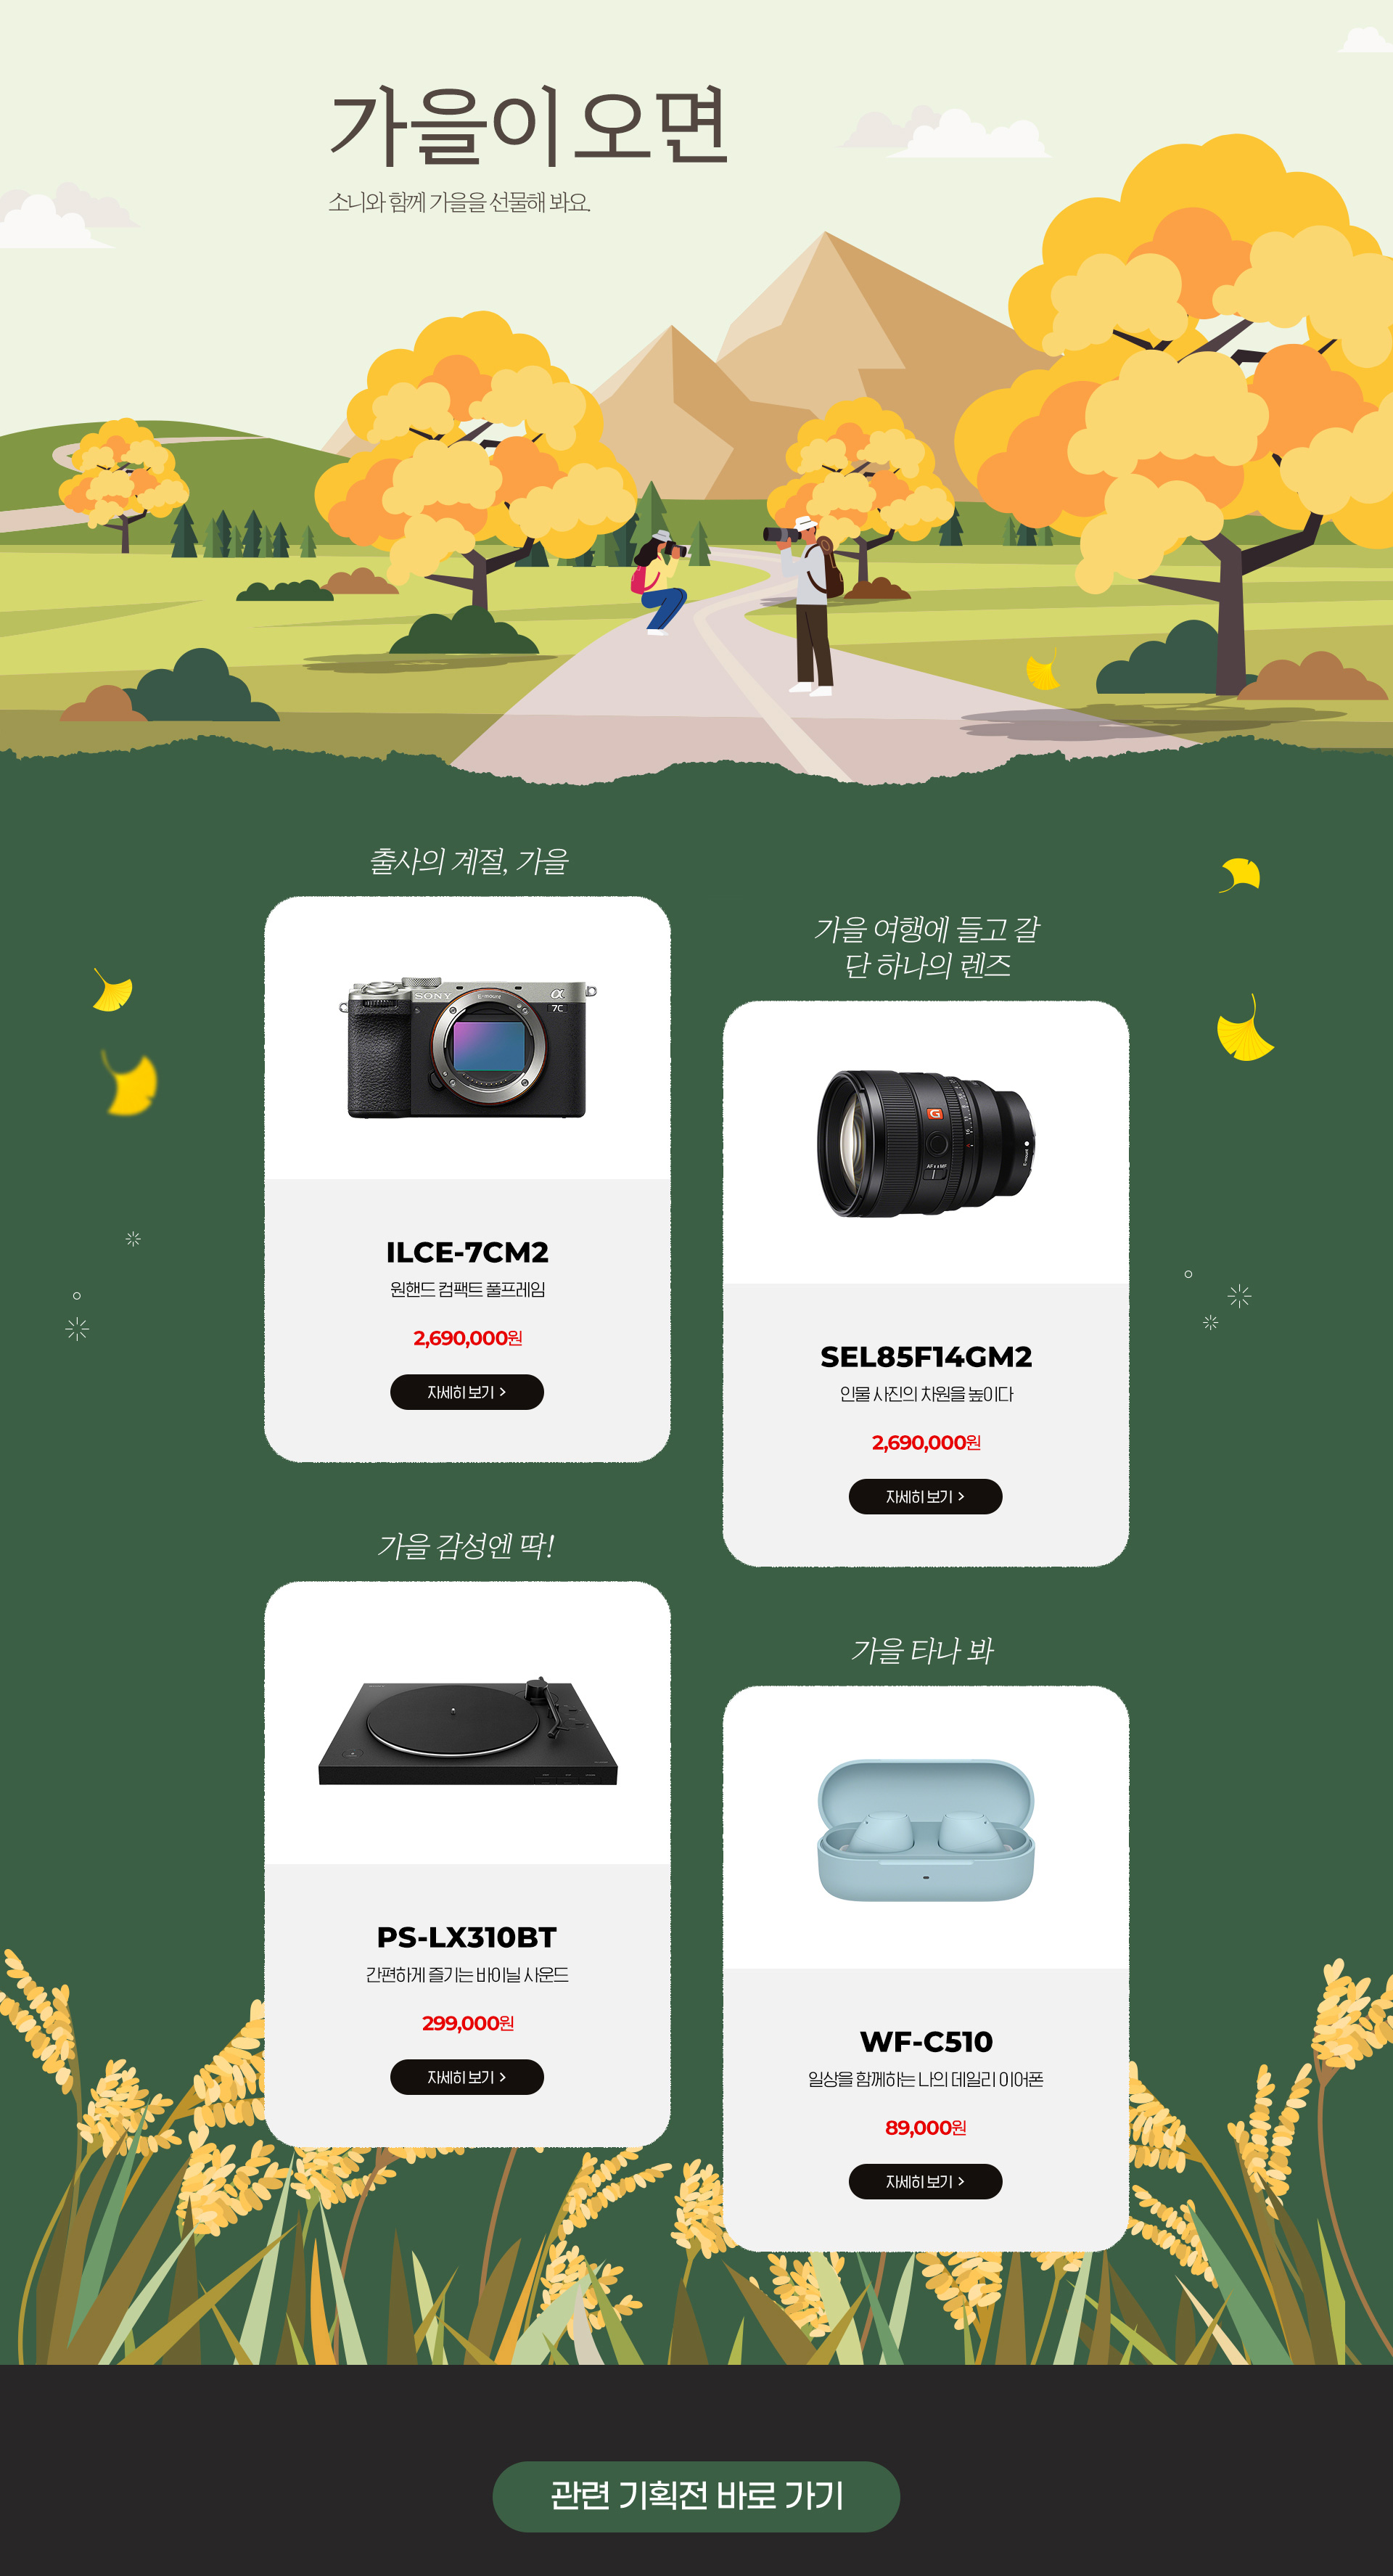 가을이 오면
소니와 함께 가을을 선물해 봐요.
출사의 계절, 가을
SONY
E-mount
α
7C
ILCE-7CM2
원핸드 컴팩트 풀프레임
2,690,000원
자세히 보기 >
가을 여행에 들고 갈
단 하나의 렌즈
G
AF MF
E-mount
SEL85F14GM2
인물 사진의 차원을 높이다
2,690,000원
자세히 보기 >
가을 감성엔 딱!
PS-LX310BT
간편하게 즐기는 바이닐 사운드
299,000원
자세히 보기 >
가을 타나 봐
WF-C510
일상을 함께하는 나의 데일리 이어폰
89,000원
자세히 보기 >
관련 기획전 바로 가기